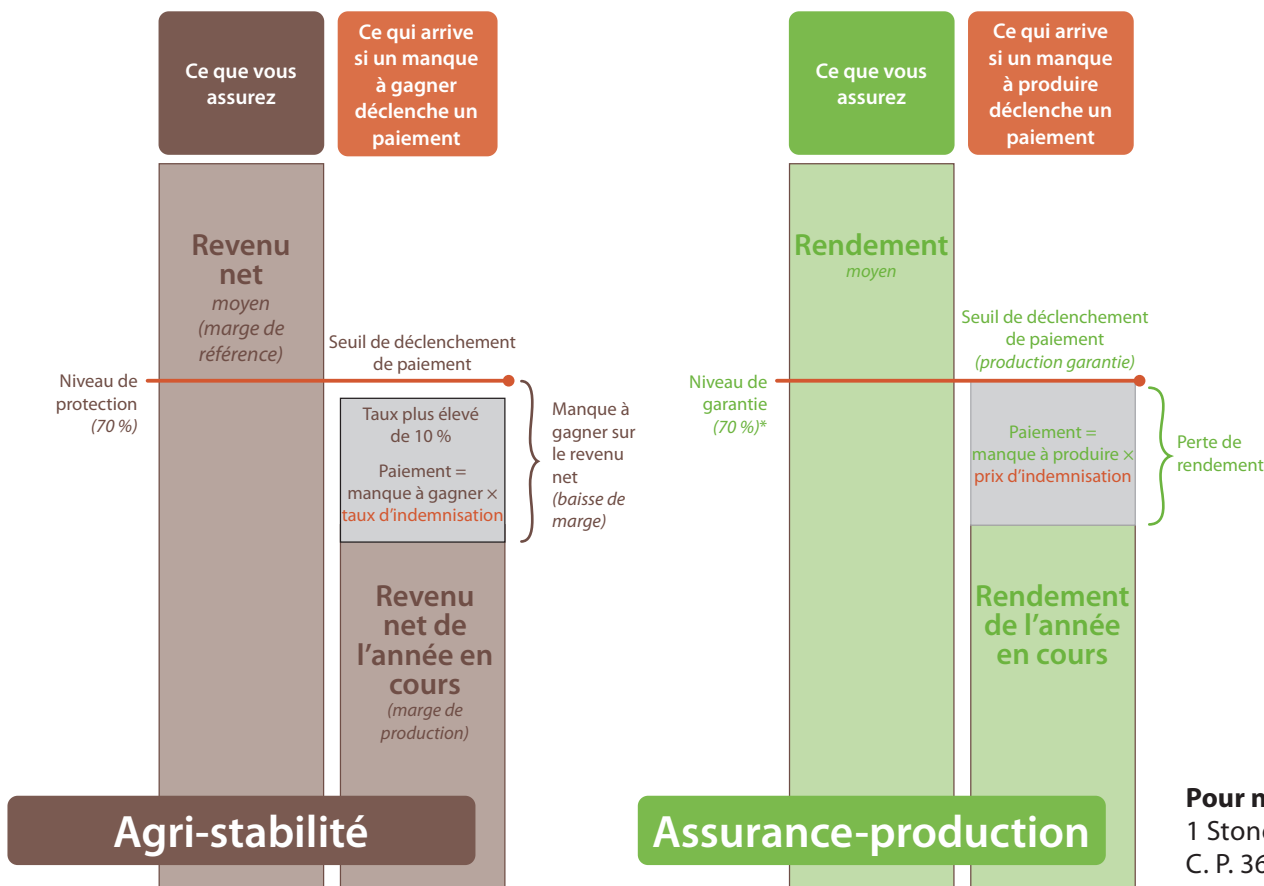 Ce que vous
assurez
Ce qui arrive
si un manque
à gagner
déclenche un
paiement
Revenu
net
moyen
(marge de
référence)
Seuil de déclenchement
de paiement
Niveau de
protection
(70 %)
Taux plus élevé
de 10 %
Paiement =
manque à gagner ×
taux d’indemnisation
Manque à
gagner sur
le revenu
net
(baisse de
marge)
Revenu
net de
l’année en
cours
(marge de
production)
Agri-stabilité
Ce que vous
assurez
Ce qui arrive
si un manque
à produire
déclenche un
paiement
Rendement
moyen
Seuil de déclenchement
de paiement
(production garantie)
Niveau de
garantie
(70 %)*
Paiement =
manque à produire ×
prix d’indemnisation
Perte de
rendement
Rendement
de l’année
en cours
Assurance-production
Pour
1
C. P. 36